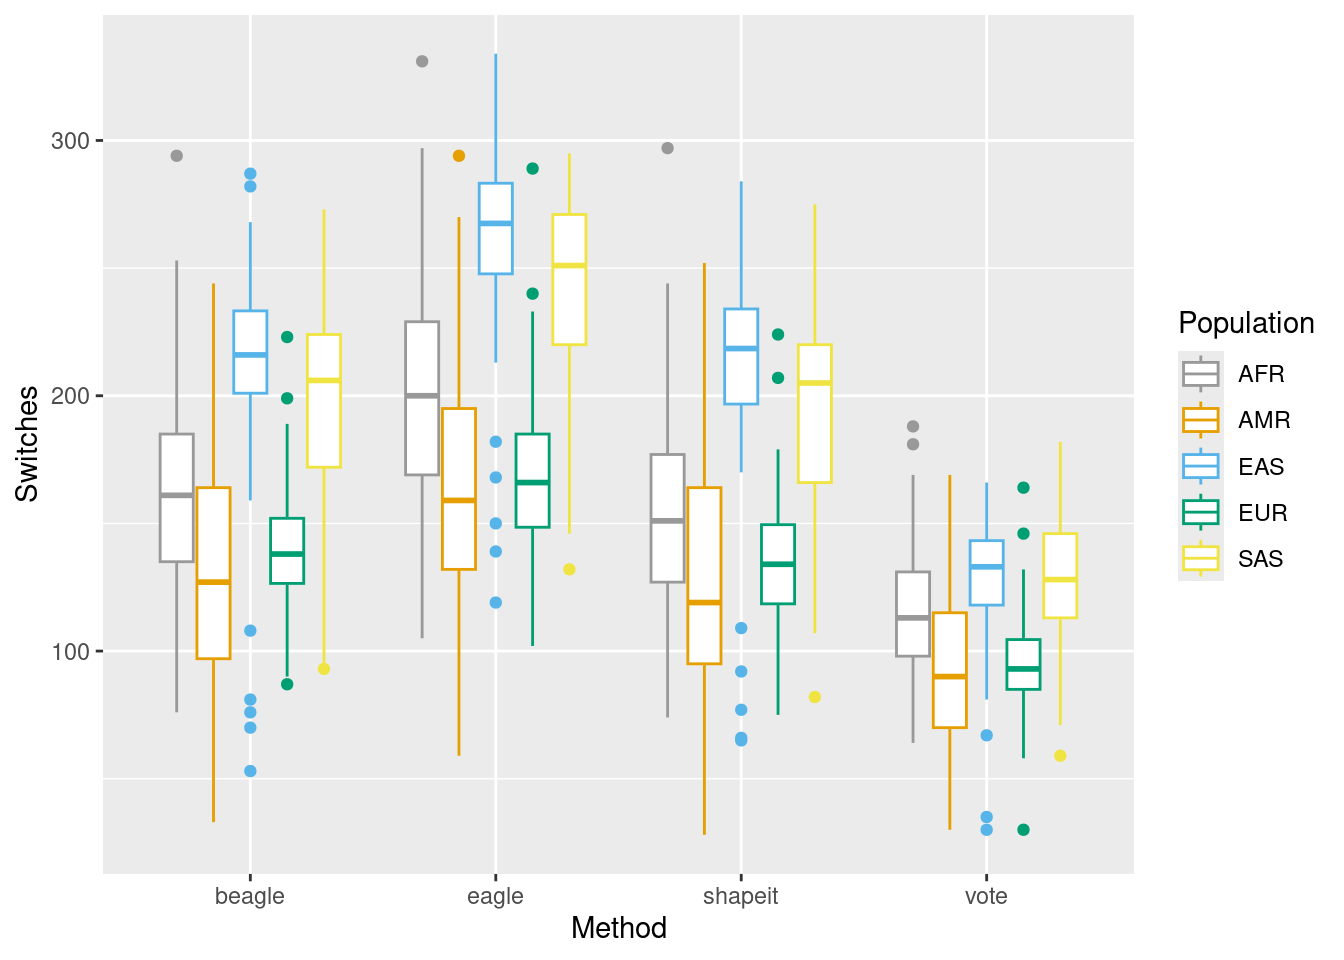 Switches
300
200
100
beagle
eagle
shapeit
vote
Method
Population
AFR
AMR
EAS
EUR
SAS